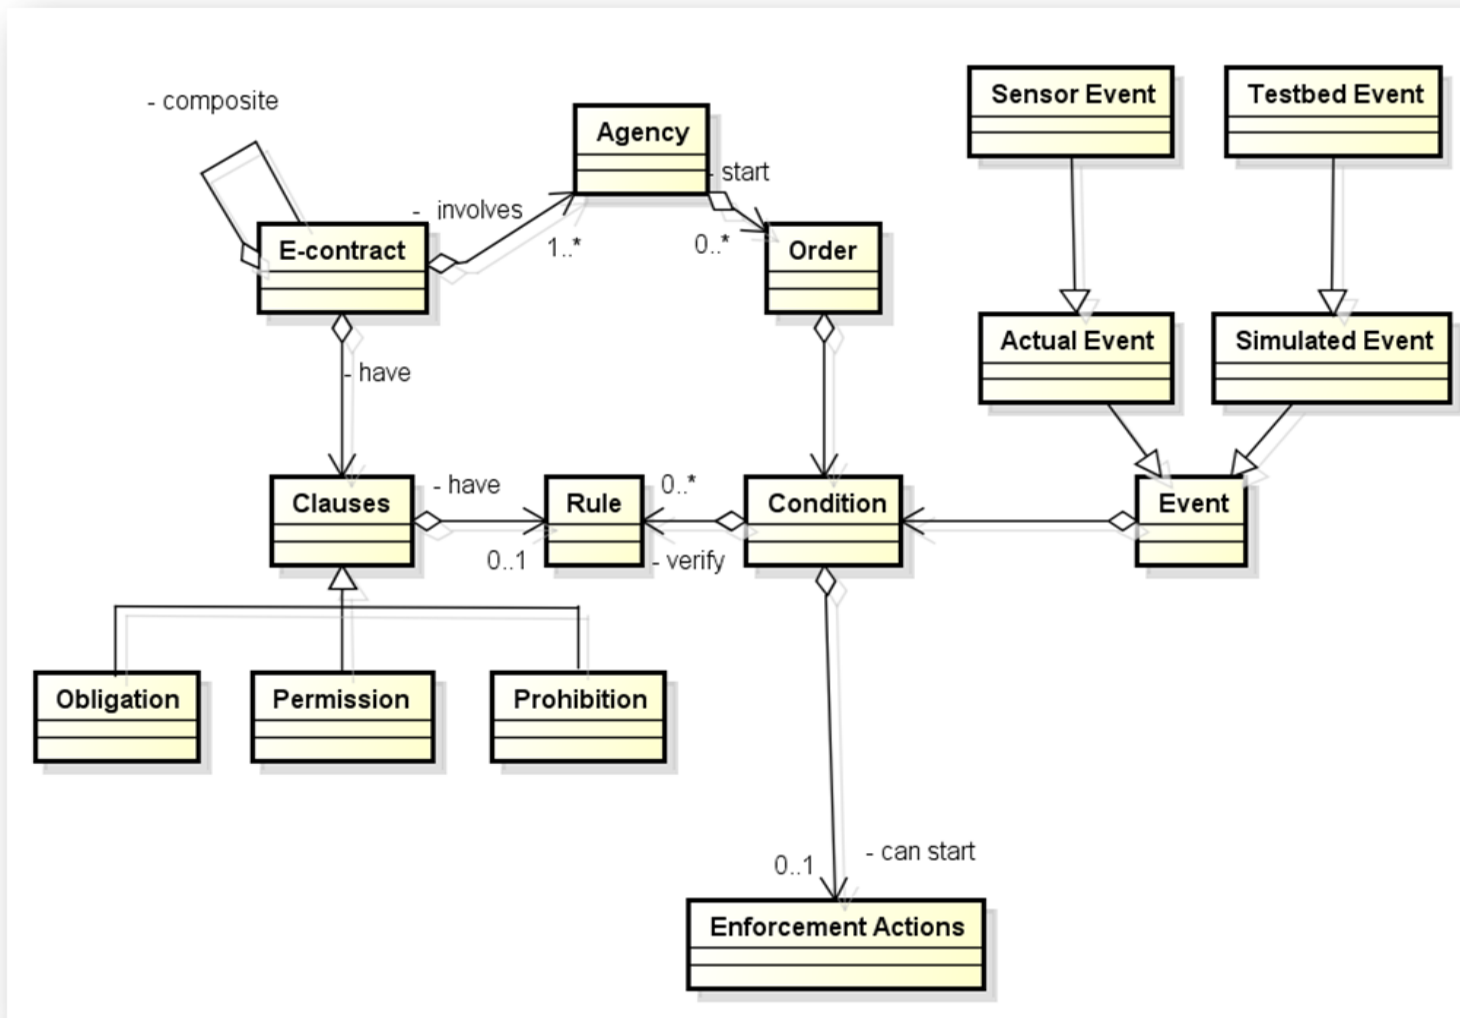 - composite
Agency
Sensor Event
Testbed Event
- start
- involves
1..*
0..*
E-contract
Order
Actual Event
Simulated Event
- have
Clauses
- have
0..1
Rule
0..*
- verify
Condition
Event
Obligation
Permission
Prohibition
0..1
- can start
Enforcement Actions